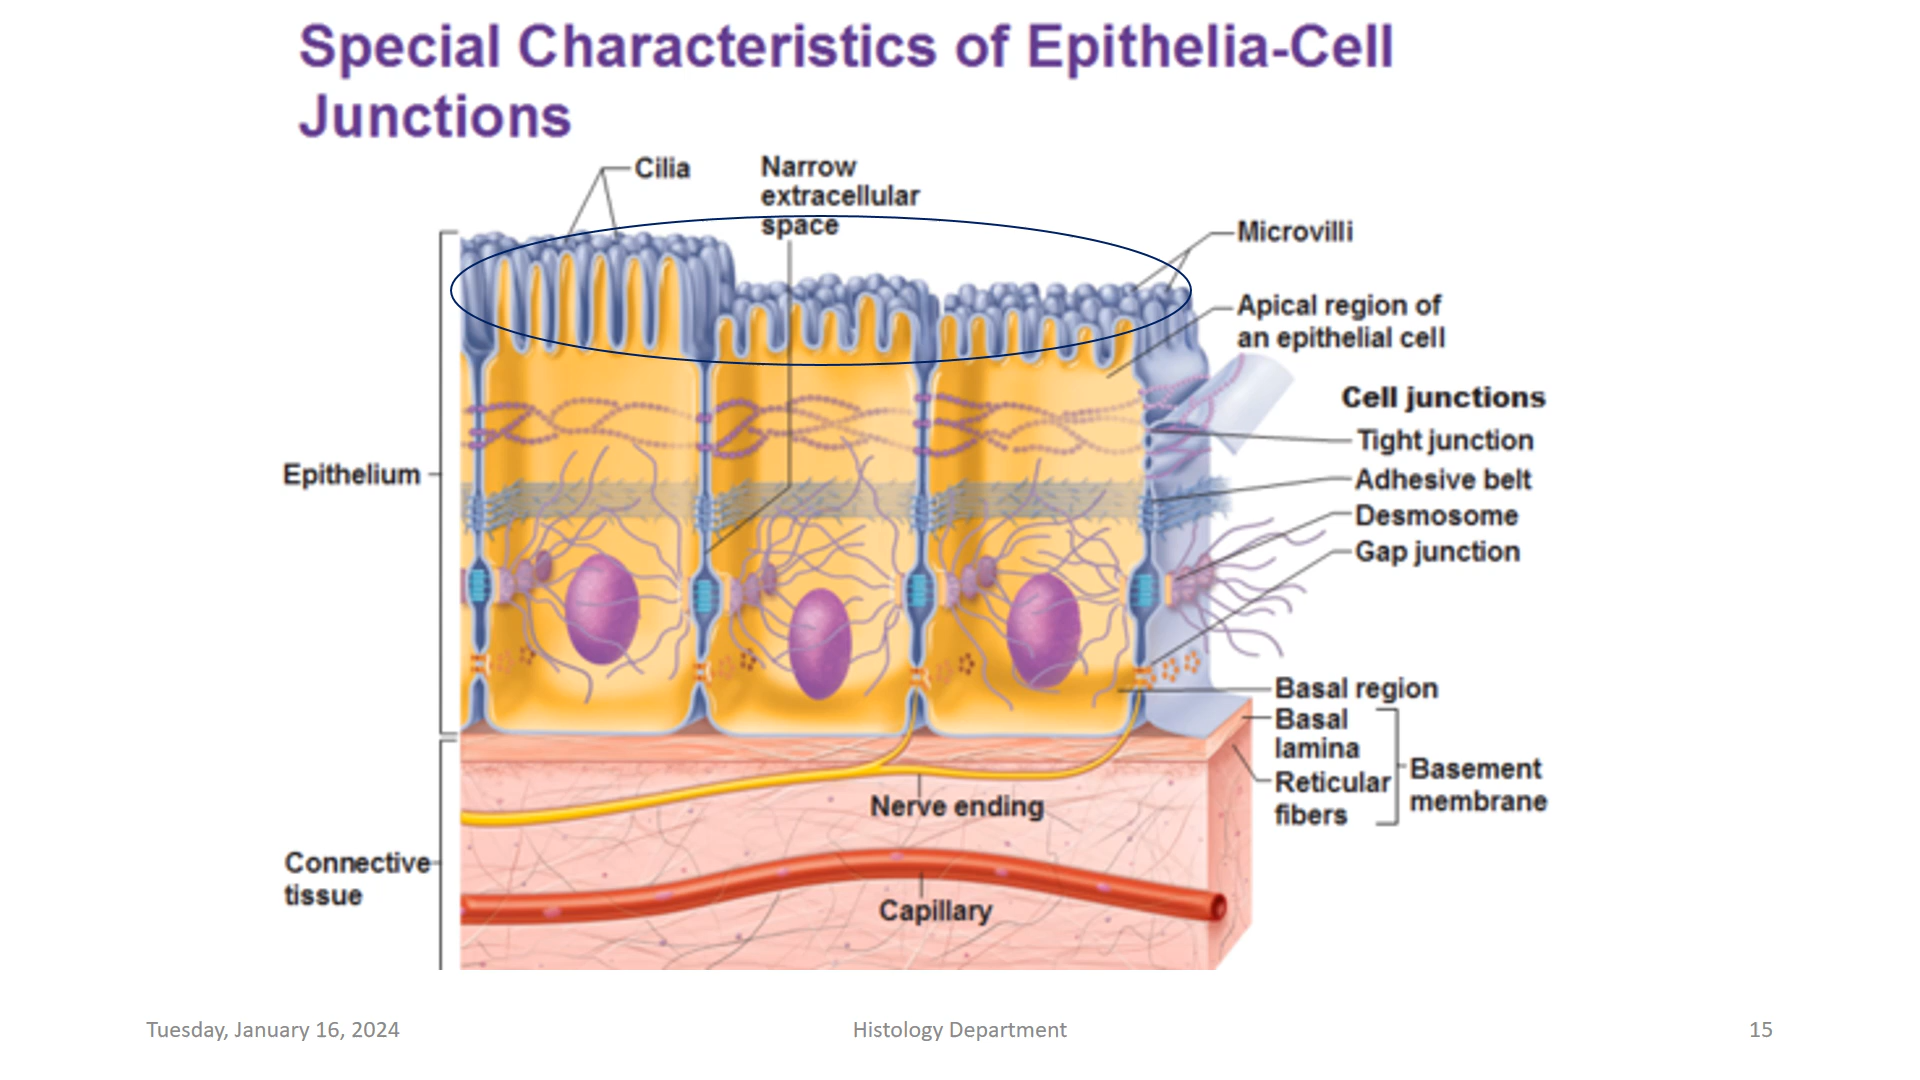 Special Characteristics of Epithelia-Cell
Junctions
Cilia
Narrow
extracellular
space
Microvilli
Apical region of
an epithelial cell
Cell junctions
Tight junction
Adhesive belt
Desmosome
Gap junction
Epithelium
Basal region
Basal
lamina
Reticular
fibers
Basement
membrane
Nerve ending
Connective
tissue
Capillary
Tuesday, January 16, 2024
Histology Department
15